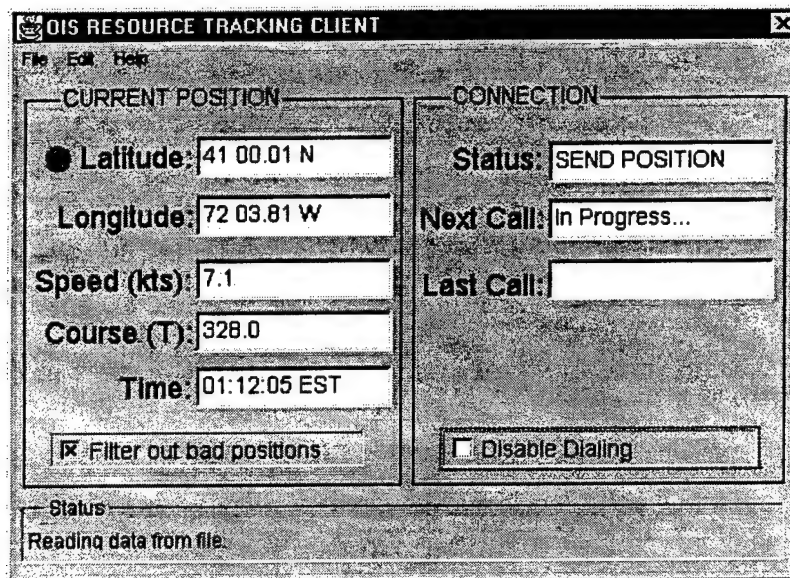 OIS RESOURCE TRACKING CLIENT
File Edit Help
CURRENT POSITION
Latitude: 41 00.01 N
Longitude: 72 03.81 W
Speed (kts): 7.1
Course (T): 328.0
Time: 01:12:05 EST
Filter out bad positions
CONNECTION
Status: SEND POSITION
Next Call: In Progress...
Last Call:
Disable Dialing
Status
Reading data from file.